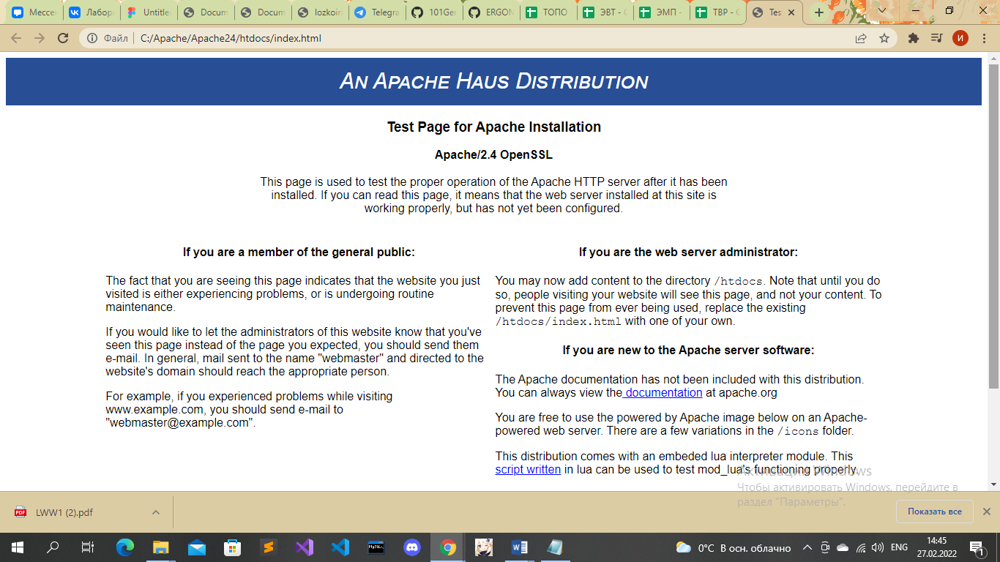 Мессе
Лабора
Untitle
Docum
Docum
lozkoir
Telegra
101Ger
ERGON
ТОПО
ЭВТ - С
ЭМП -
ТВР - С
Tes
Файл
C:/Apache/Apache24/htdocs/index.html
И
AN APACHE HAUS DISTRIBUTION
Test Page for Apache Installation
Apache/2.4 OpenSSL
This page is used to test the proper operation of the Apache HTTP server after it has been
installed. If you can read this page, it means that the web server installed at this site is
working properly, but has not yet been configured.
If you are a member of the general public:
The fact that you are seeing this page indicates that the website you just
visited is either experiencing problems, or is undergoing routine
maintenance.
If you would like to let the administrators of this website know that you've
seen this page instead of the page you expected, you should send them
e-mail. In general, mail sent to the name "webmaster" and directed to the
website's domain should reach the appropriate person.
For example, if you experienced problems while visiting
www.example.com, you should send e-mail to
"webmaster@example.com".
If you are the web server administrator:
You may now add content to the directory /htdocs. Note that until you do
so, people visiting your website will see this page, and not your content. To
prevent this page from ever being used, replace the existing
/htdocs/index.html with one of your own.
If you are new to the Apache server software:
The Apache documentation has not been included with this distribution.
You can always view the documentation at apache.org
You are free to use the powered by Apache image below on an Apache-
powered web server. There are a few variations in the /icons folder.
This distribution comes with an embeded lua interpreter module. This
script written in lua can be used to test mod_lua's functioning properly.
Активация Windows
Чтобы активировать Windows, перейдите в
раздел "Параметры".
PDF
LWW1 (2).pdf
Показать все
MySQL
0°C В осн. облачно
ENG
14:45
27.02.2022
1